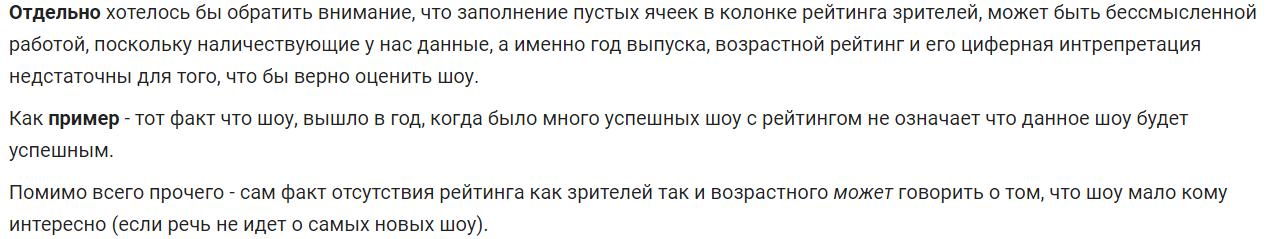 Отдельно хотелось бы обратить внимание, что заполнение пустых ячеек в колонке рейтинга зрителей, может быть бессмысленной
работой, поскольку наличествующие у нас данные, а именно год выпуска, возрастной рейтинг и его циферная интрепретация
недстаточны для того, что бы верно оценить шоу.
Как пример - тот факт что шоу, вышло в год, когда было много успешных шоу с рейтингом не означает что данное шоу будет
успешным.
Помимо всего прочего - сам факт отсутствия рейтинга как зрителей так и возрастного может говорить о том, что шоу мало кому
интересно (если речь не идет о самых новых шоу).